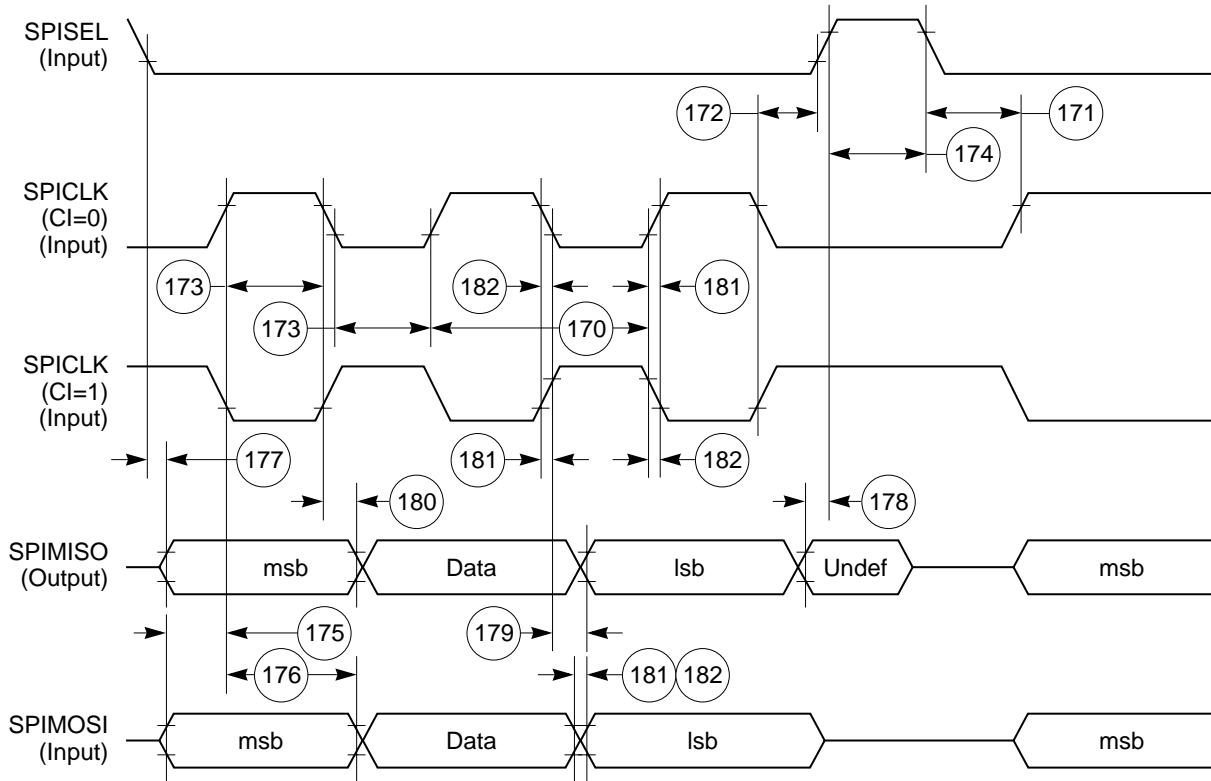 SPISEL
(Input)
172
171
174
SPICLK
(CI=0)
(Input)
173
182
181
173
170
SPICLK
(CI=1)
(Input)
177
181
182
180
178
SPIMISO
(Output)
msb
Data
lsb
Undef
msb
175
179
176
181
182
SPIMOSI
(Input)
msb
Data
lsb
msb